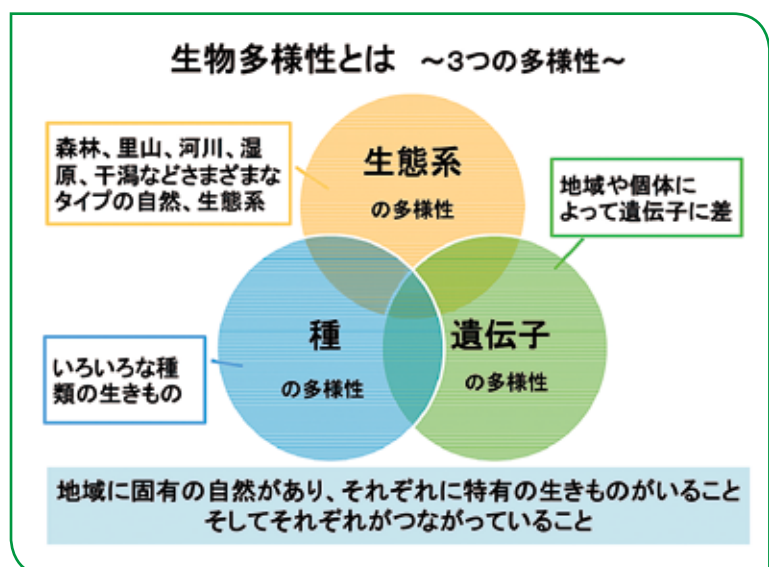 生物多様性とは ～3つの多様性～
森林、里山、河川、湿
原、干潟などさまざまな
タイプの自然、生態系
生態系
の多様性
地域や個体に
よって遺伝子に差
いろいろな種
類の生きもの
種
の多様性
遺伝子
の多様性
地域に固有の自然があり、それぞれに特有の生きものがいること
そしてそれぞれがつながっていること